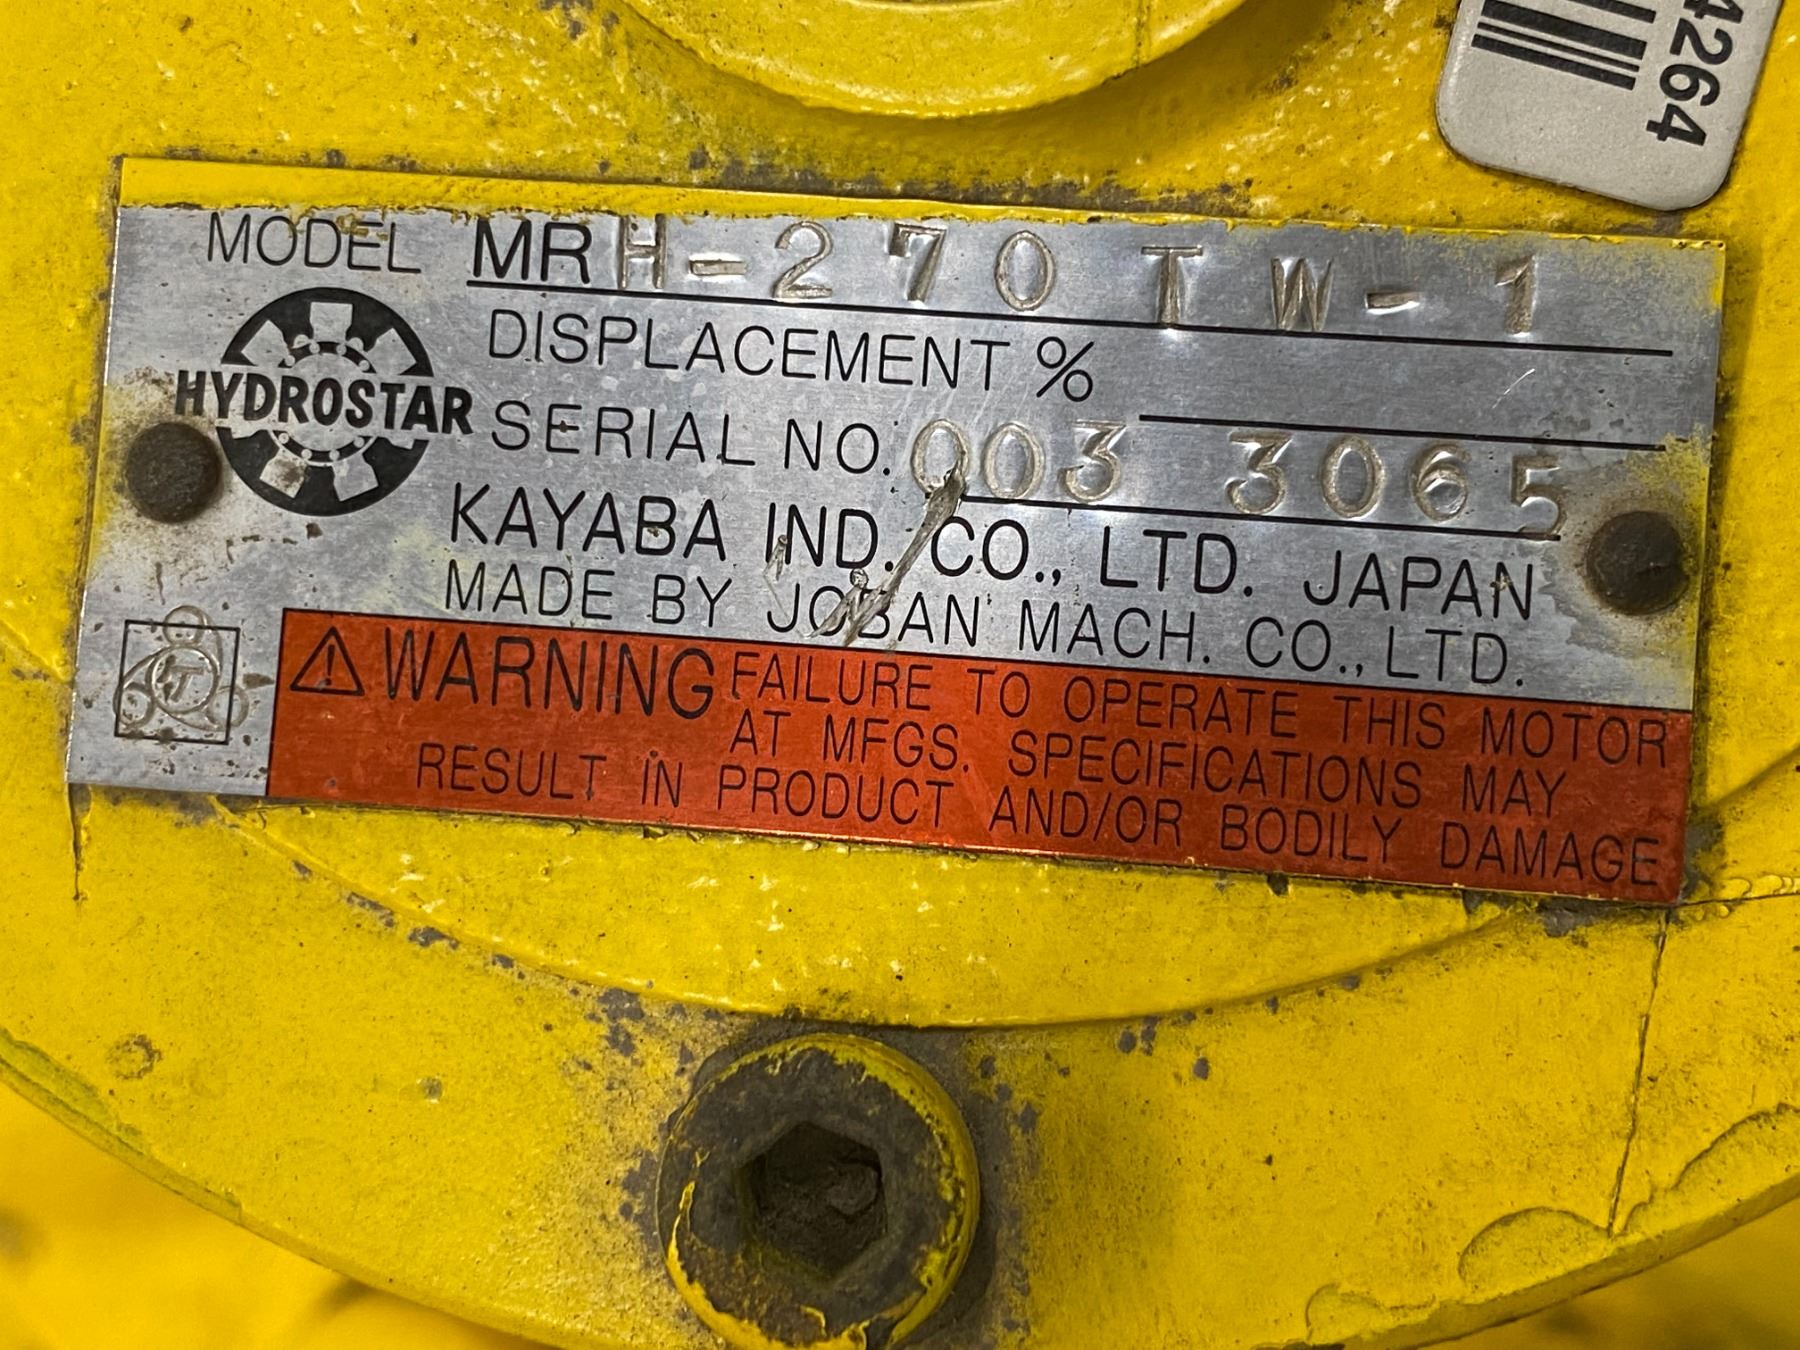 4264
MODEL MRH-270TW-1
HYDROSTAR
DISPLACEMENT %
SERIAL NO. 003 3065
KAYABA IND. CO., LTD. JAPAN
MADE BY JOBAN MACH. CO., LTD.
⚠ WARNING FAILURE TO OPERATE THIS MOTOR
AT MFGS. SPECIFICATIONS MAY
RESULT IN PRODUCT AND/OR BODILY DAMAGE